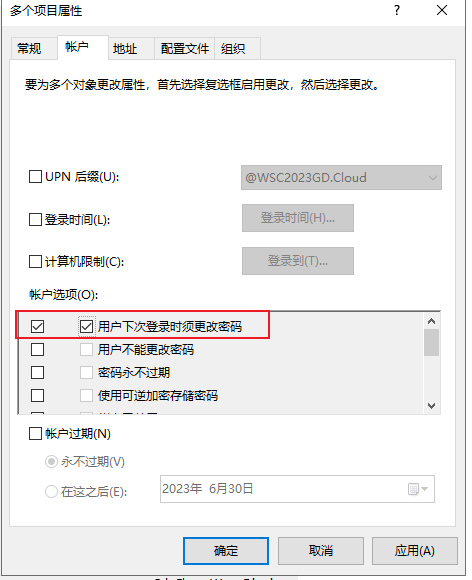 多个项目属性
常规 帐户 地址 配置文件 组织
要为多个对象更改属性，首先选择复选框启用更改，然后选择更改。
UPN 后缀(U): @WSC2023GD.Cloud
登录时间(L): 登录时间(H)...
计算机限制(C): 登录到(T)...
帐户选项(O):
用户下次登录时须更改密码
用户不能更改密码
密码永不过期
使用可逆加密存储密码
帐户过期(N)
永不过期(V)
在这之后(E): 2023年 6月30日
确定 取消 应用(A)